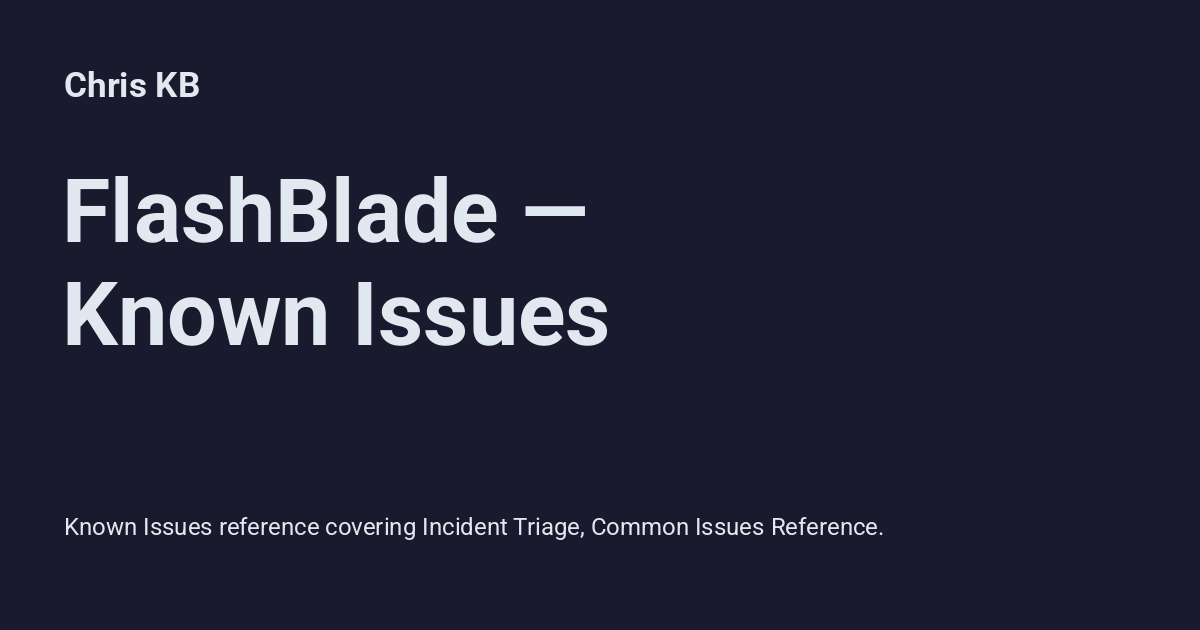 Chris KB
FlashBlade —
Known Issues
Known Issues reference covering Incident Triage, Common Issues Reference.